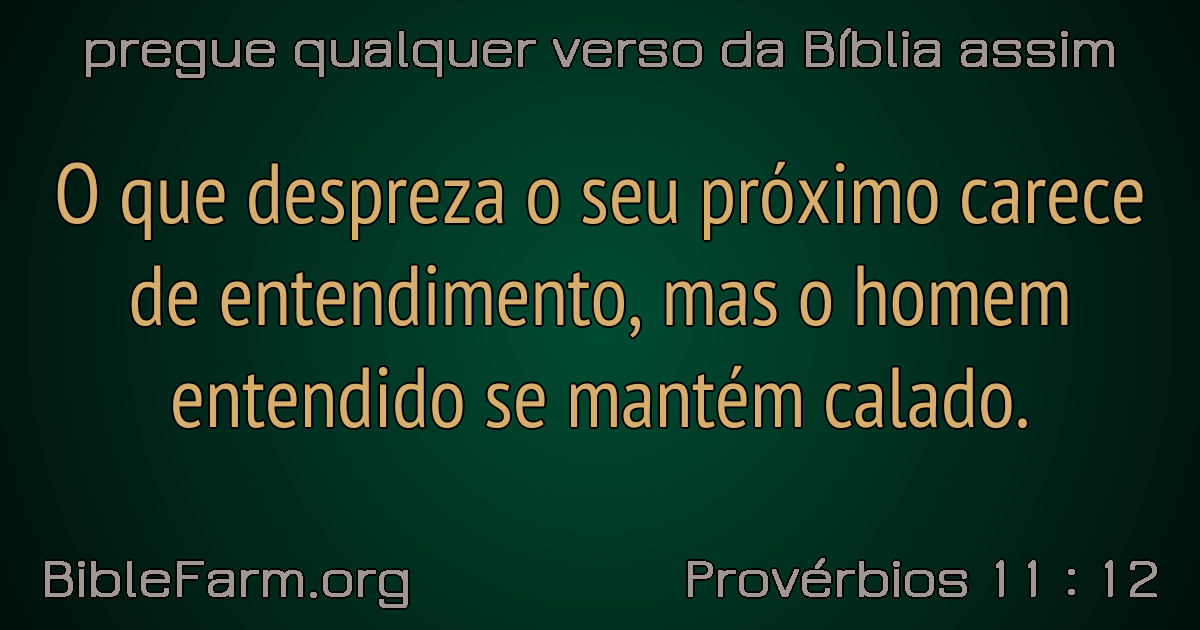 pregue qualquer verso da Bíblia assim
O que despreza o seu próximo carece
de entendimento, mas o homem
entendido se mantém calado.
BibleFarm.org
Provérbios 11 : 12